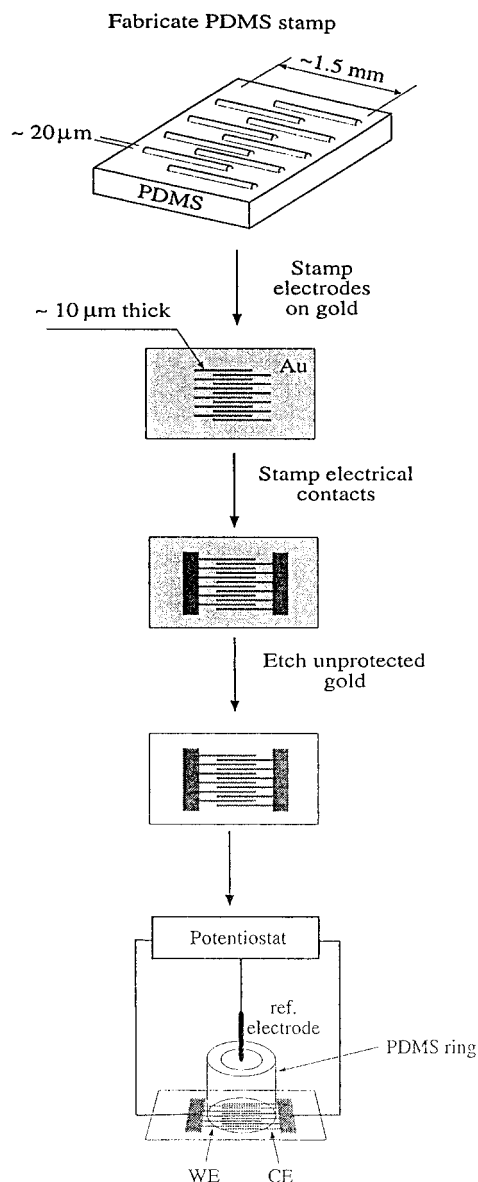 Fabricate PDMS stamp
~1.5 mm
~ 20 μm
PDMS
Stamp
electrodes
on gold
~ 10 μm thick
Au
Stamp electrical
contacts
Etch unprotected
gold
Potentiostat
ref.
electrode
PDMS ring
WE
CE